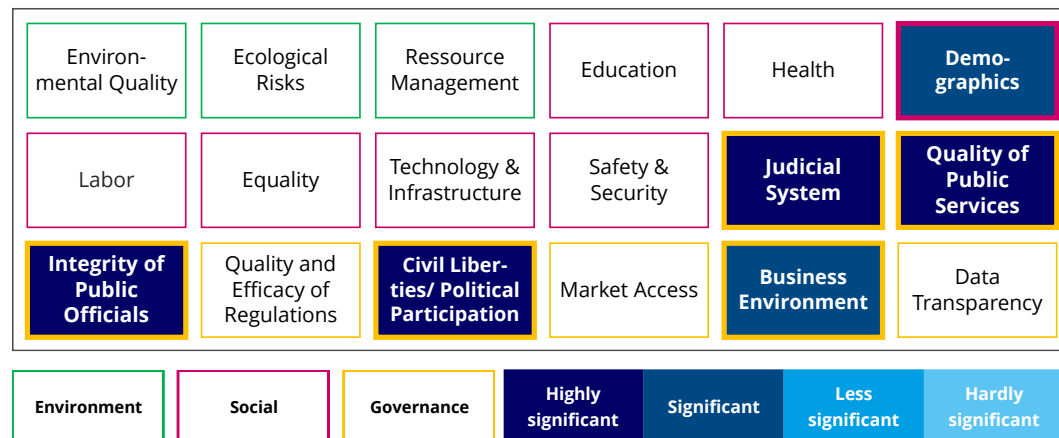 Environ-
mental Quality
Ecological
Risks
Ressource
Management
Education
Health
Demo-
graphics
Labor
Equality
Technology &
Infrastructure
Safety &
Security
Judicial
System
Quality of
Public
Services
Integrity of
Public
Officials
Quality and
Efficacy of
Regulations
Civil Liber-
ties/ Political
Participation
Market Access
Business
Environment
Data
Transparency
Environment
Social
Governance
Highly
significant
Significant
Less
significant
Hardly
significant